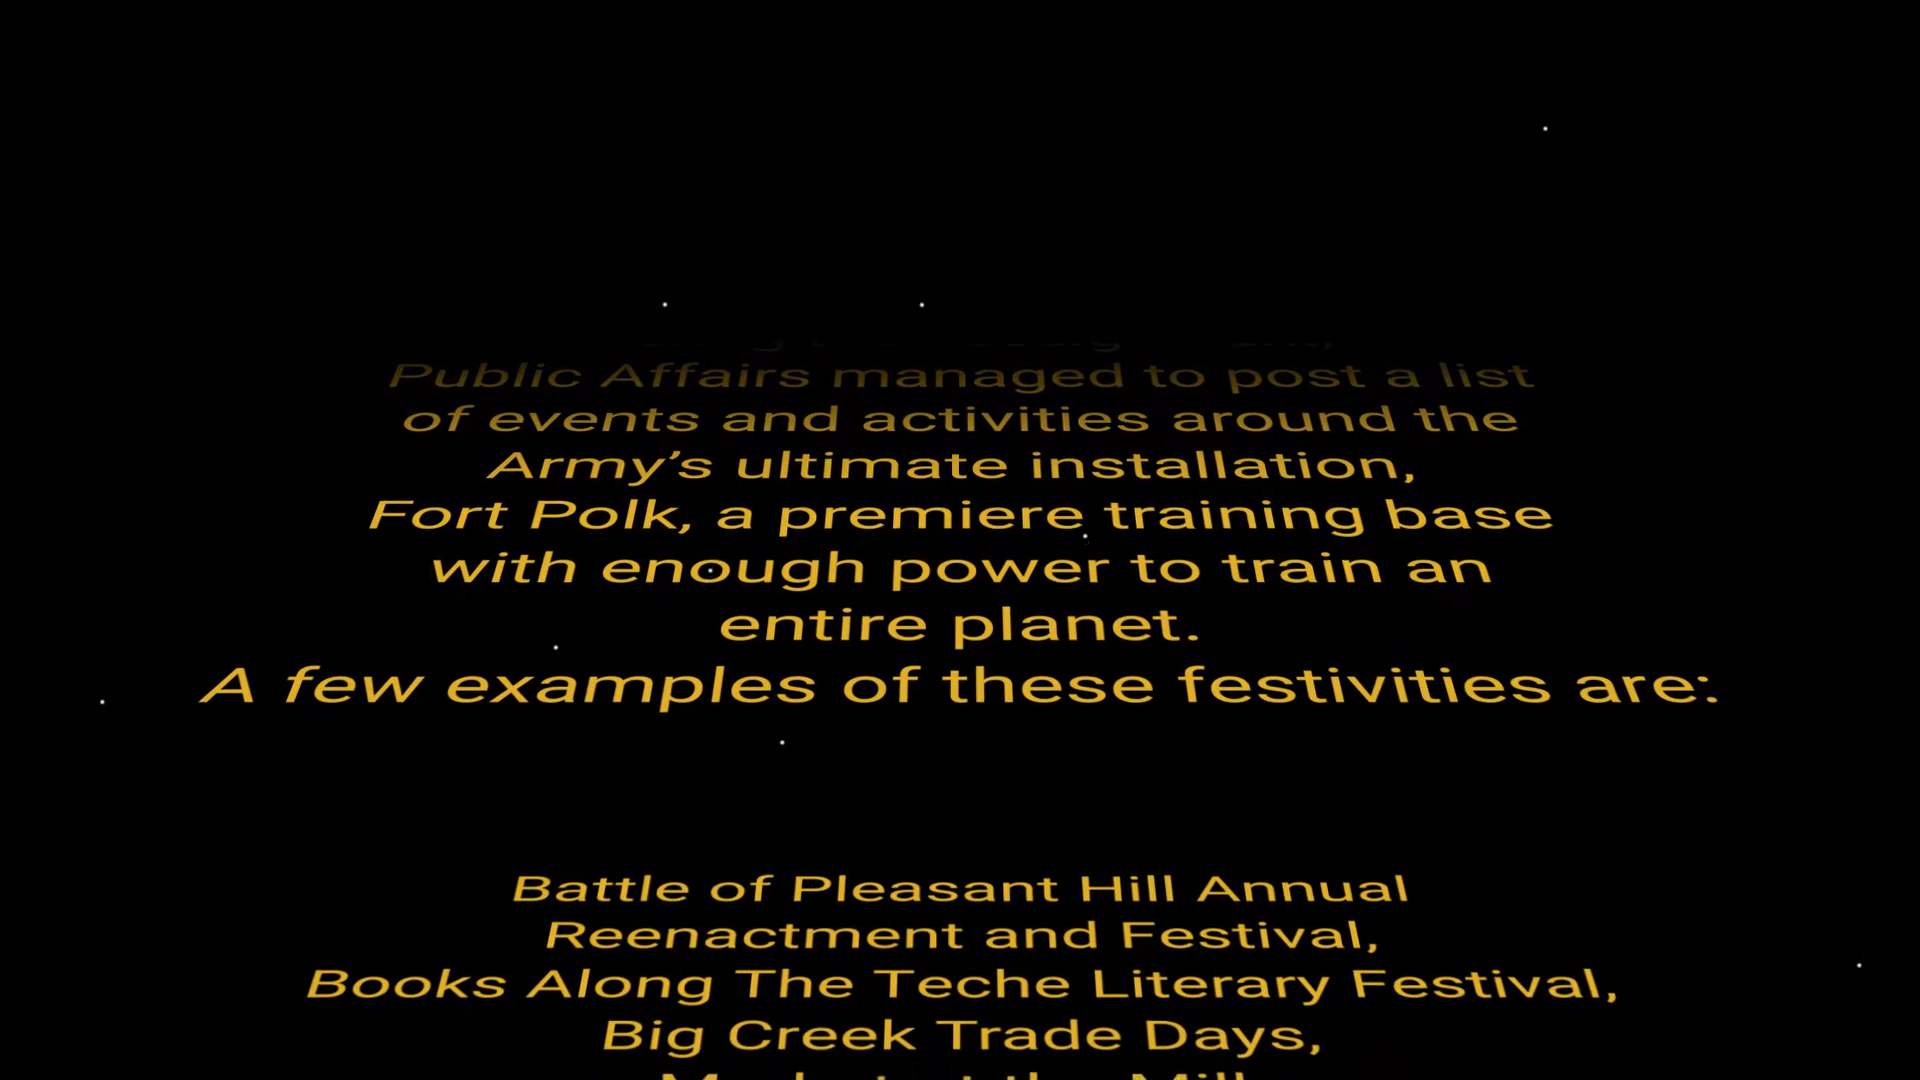 Public Affairs managed to post a list
of events and activities around the
Army’s ultimate installation,
Fort Polk, a premiere training base
with enough power to train an
entire planet.
A few examples of these festivities are:
Battle of Pleasant Hill Annual
Reenactment and Festival,
Books Along The Teche Literary Festival,
Big Creek Trade Days,